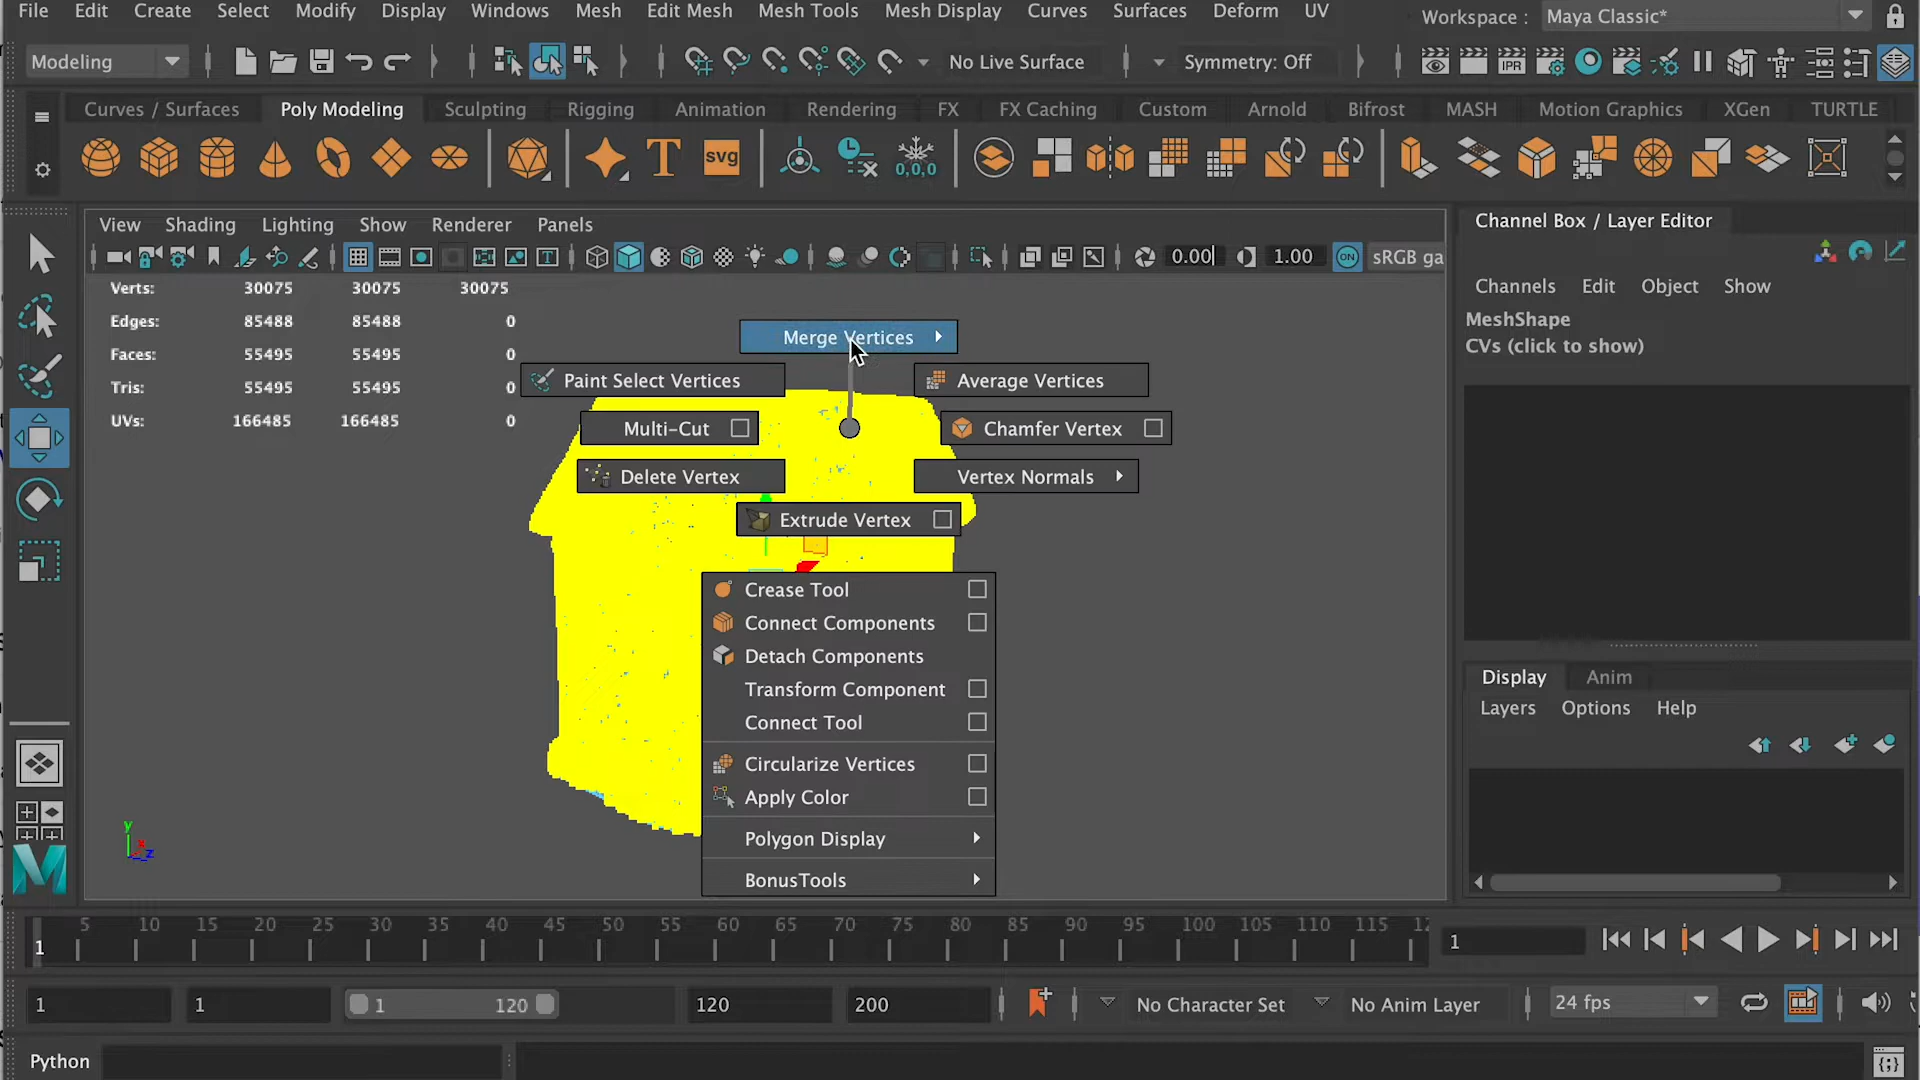 File Edit Create Select Modify Display Windows Mesh Edit Mesh Mesh Tools Mesh Display Curves Surfaces Deform UV
Workspace : Maya Classic*
Modeling No Live Surface Symmetry: Off IPR
Curves / Surfaces Poly Modeling Sculpting Rigging Animation Rendering FX FX Caching Custom Arnold Bifrost MASH Motion Graphics XGen TURTLE
T svg 0,0,0
View Shading Lighting Show Renderer Panels
0.00 1.00 ON sRGB ga
Verts: 30075 30075 30075
Edges: 85488 85488 0
Faces: 55495 55495 0
Tris: 55495 55495 0
UVs: 166485 166485 0
Merge Vertices
Paint Select Vertices Average Vertices
Multi-Cut Chamfer Vertex
Delete Vertex Vertex Normals
Extrude Vertex
Crease Tool
Connect Components
Detach Components
Transform Component
Connect Tool
Circularize Vertices
Apply Color
Polygon Display
BonusTools
y x z
M
Channel Box / Layer Editor
Channels Edit Object Show
MeshShape
CVs (click to show)
Display Anim
Layers Options Help
5 10 15 20 25 30 35 40 45 50 55 60 65 70 75 80 85 90 95 100 105 110 115
1 1
1 1 1 120 120 200 No Character Set No Anim Layer 24 fps
Python {;}